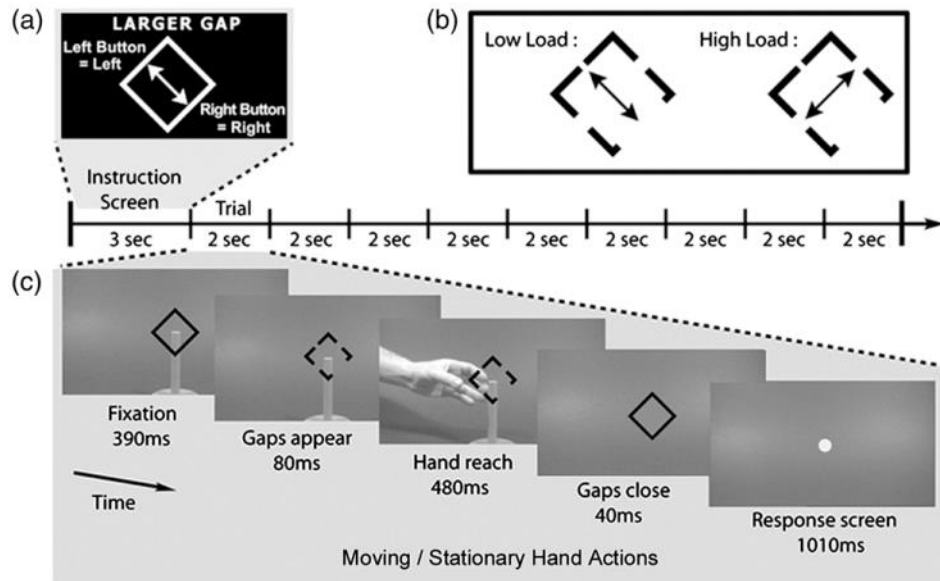 (a)
LARGER GAP
Left Button
= Left
Right Button
= Right
(b)
Low Load :
High Load :
Instruction
Screen
Trial
3 sec
2 sec
2 sec
2 sec
2 sec
2 sec
2 sec
2 sec
2 sec
(c)
Fixation
390ms
Gaps appear
80ms
Hand reach
480ms
Gaps close
40ms
Response screen
1010ms
Time
Moving / Stationary Hand Actions